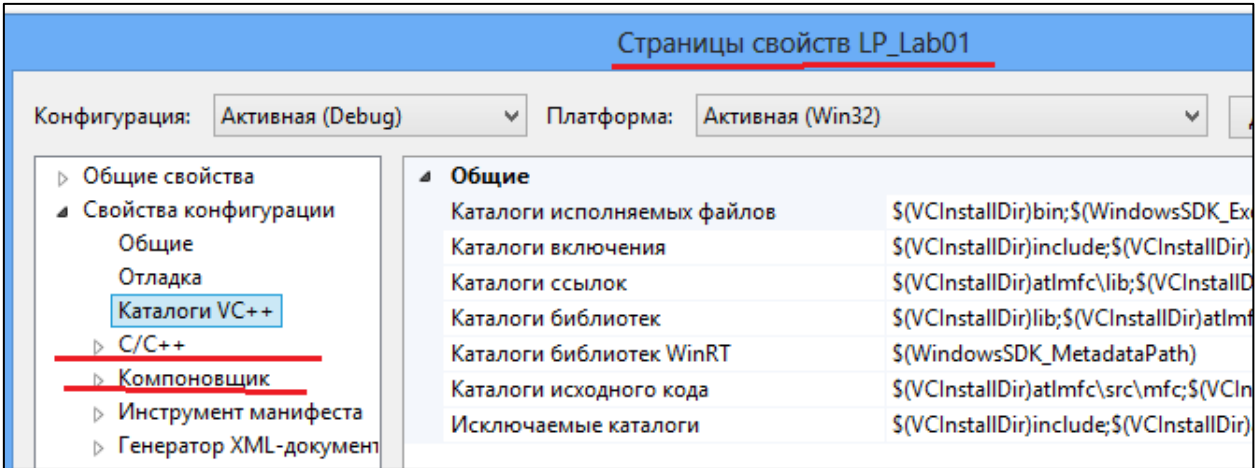 Страницы свойств LP_Lab01
Конфигурация: Активная (Debug) Платформа: Активная (Win32)
Общие свойства
Свойства конфигурации
Общие
Отладка
Каталоги VC++
C/C++
Компоновщик
Инструмент манифеста
Генератор XML-документ
Общие
Каталоги исполняемых файлов $(VCInstallDir)bin;$(WindowsSDK_Ex
Каталоги включения $(VCInstallDir)include;$(VCInstallDir)
Каталоги ссылок $(VCInstallDir)atlmfc\lib;$(VCInstallD
Каталоги библиотек $(VCInstallDir)lib;$(VCInstallDir)atlmf
Каталоги библиотек WinRT $(WindowsSDK_MetadataPath)
Каталоги исходного кода $(VCInstallDir)atlmfc\src\mfc;$(VCIn
Исключаемые каталоги $(VCInstallDir)include;$(VCInstallDir)